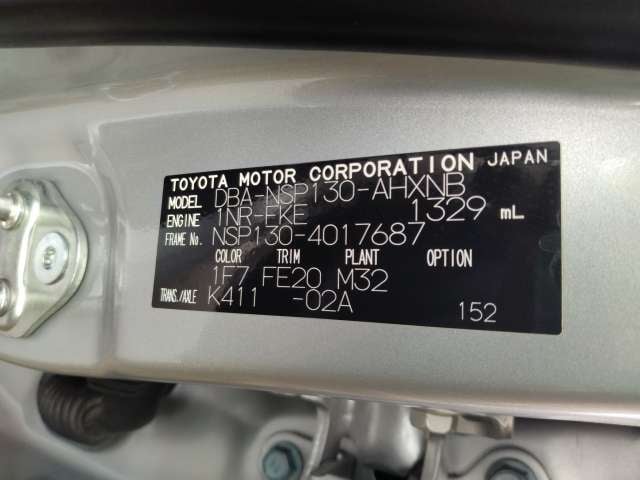 TOYOTA MOTOR CORPORATION JAPAN
MODEL DBA-NSP130-AHXNB
ENGINE 1NR-FKE 1329 mL
FRAME No. NSP130-4017687
COLOR TRIM PLANT OPTION
1F7 FE20 M32
TRANS./AXLE K411 -02A 152